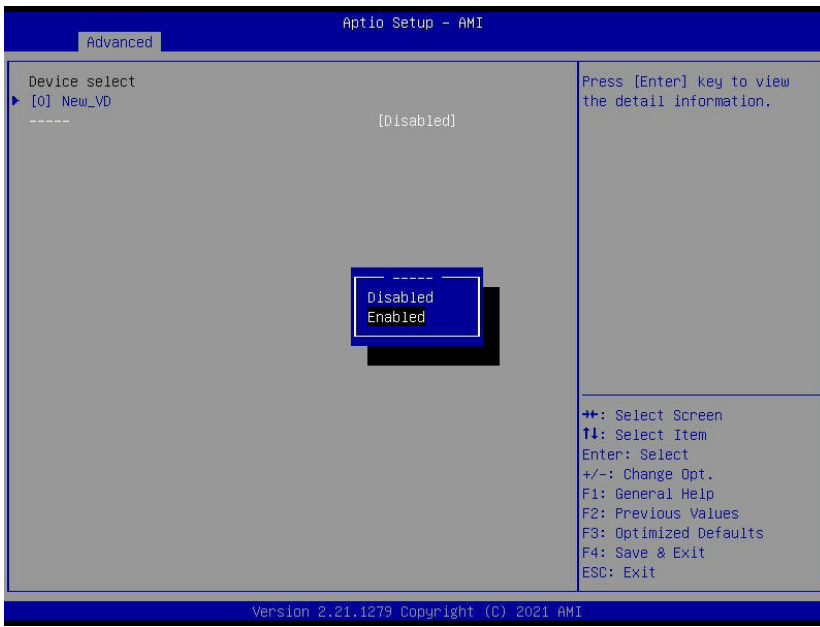 Aptio Setup – AMI
Advanced
Device select
▶ [0] New_VD
----- [Disabled]
Press [Enter] key to view
the detail information.
-----
Disabled
Enabled
→←: Select Screen
↑↓: Select Item
Enter: Select
+/-: Change Opt.
F1: General Help
F2: Previous Values
F3: Optimized Defaults
F4: Save & Exit
ESC: Exit
Version 2.21.1279 Copyright (C) 2021 AMI